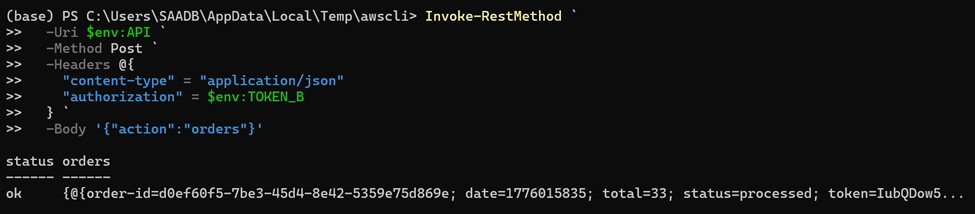 (base) PS C:\Users\SAADB\AppData\Local\Temp\awscli> Invoke-RestMethod `
>>   -Uri $env:API `
>>   -Method Post `
>>   -Headers @{
>>     "content-type" = "application/json"
>>     "authorization" = $env:TOKEN_B
>>   } `
>>   -Body '{"action":"orders"}'
status orders
------ ------
ok     {@{order-id=d0ef60f5-7be3-45d4-8e42-5359e75d869e; date=1776015835; total=33; status=processed; token=IubQDow5...